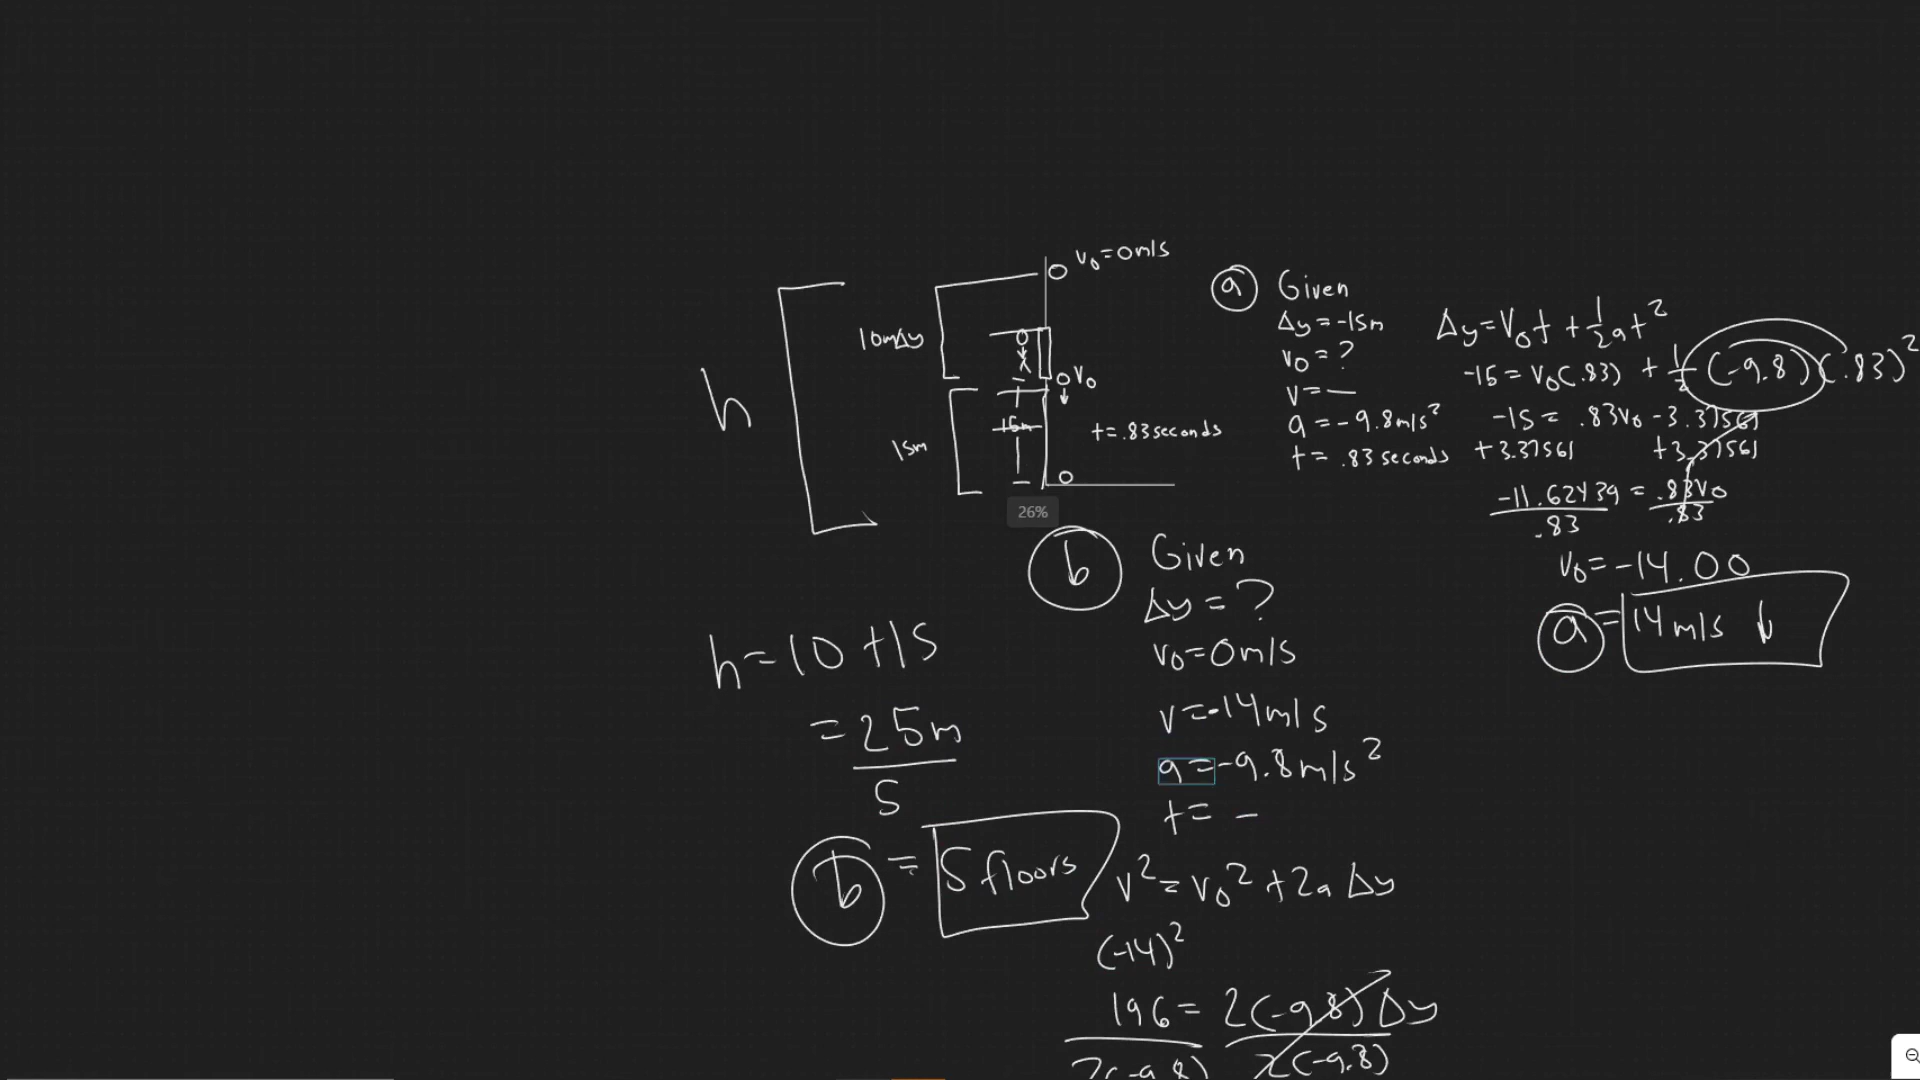 v₀=0m/s
10m Δy
v₀
h
15m
15m
t=.83seconds
26%
h=10+15
=25m
5
b = 5 floors
a Given
Δy=-15m
v₀=?
v=—
a=-9.8m/s²
t= .83 seconds
Δy=V₀t+½at²
-15=V₀(.83)+½(-9.8)(.83)²
-15= .83v₀-3.37561
+3.37561 +3.37561
-11.62439 = .83v₀
.83 .83
v₀=-14.00
a = 14m/s ↓
b Given
Δy=?
v₀=0m/s
v=-14m/s
a=-9.8m/s²
t= -
v²=v₀²+2aΔy
(-14)²
196= 2(-9.8)Δy
2(-9.8) 2(-9.8)